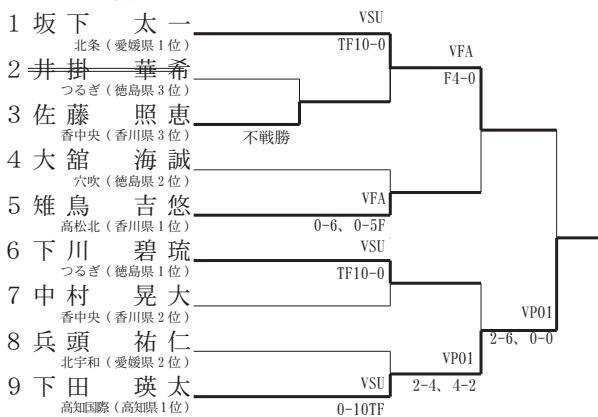 1 坂下 太一
北条（愛媛県1位）
2 井掛 華希
つるぎ（徳島県3位）
3 佐藤 照恵
香中央（香川県3位）
4 大舘 海誠
穴吹（徳島県2位）
5 雉鳥 吉悠
高松北（香川県1位）
6 下川 碧琉
つるぎ（徳島県1位）
7 中村 晃大
香中央（香川県2位）
8 兵頭 祐仁
北宇和（愛媛県2位）
9 下田 瑛太
高知国際（高知県1位）
VSU
TF10-0
不戦勝
VFA
F4-0
VFA
0-6、0-5F
VSU
TF10-0
VSU
0-10TF
VPO1
2-4、4-2
VPO1
2-6、0-0